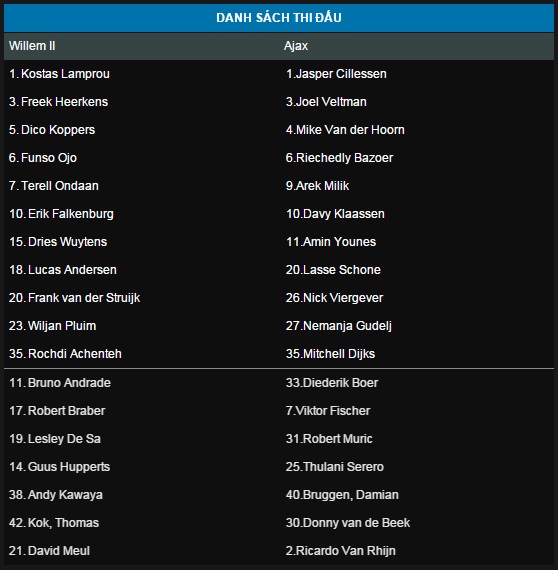 DANH SÁCH THI ĐẤU
Willem II Ajax
1. Kostas Lamprou 1.Jasper Cillessen
3. Freek Heerkens 3.Joel Veltman
5. Dico Koppers 4.Mike Van der Hoorn
6. Funso Ojo 6.Riechedly Bazoer
7. Terell Ondaan 9.Arek Milik
10. Erik Falkenburg 10.Davy Klaassen
15. Dries Wuytens 11.Amin Younes
18. Lucas Andersen 20.Lasse Schone
20. Frank van der Struijk 26.Nick Viergever
23. Wiljan Pluim 27.Nemanja Gudelj
35. Rochdi Achenteh 35.Mitchell Dijks
11. Bruno Andrade 33.Diederik Boer
17. Robert Braber 7.Viktor Fischer
19. Lesley De Sa 31.Robert Muric
14. Guus Hupperts 25.Thulani Serero
38. Andy Kawaya 40.Bruggen, Damian
42. Kok, Thomas 30.Donny van de Beek
21. David Meul 2.Ricardo Van Rhijn